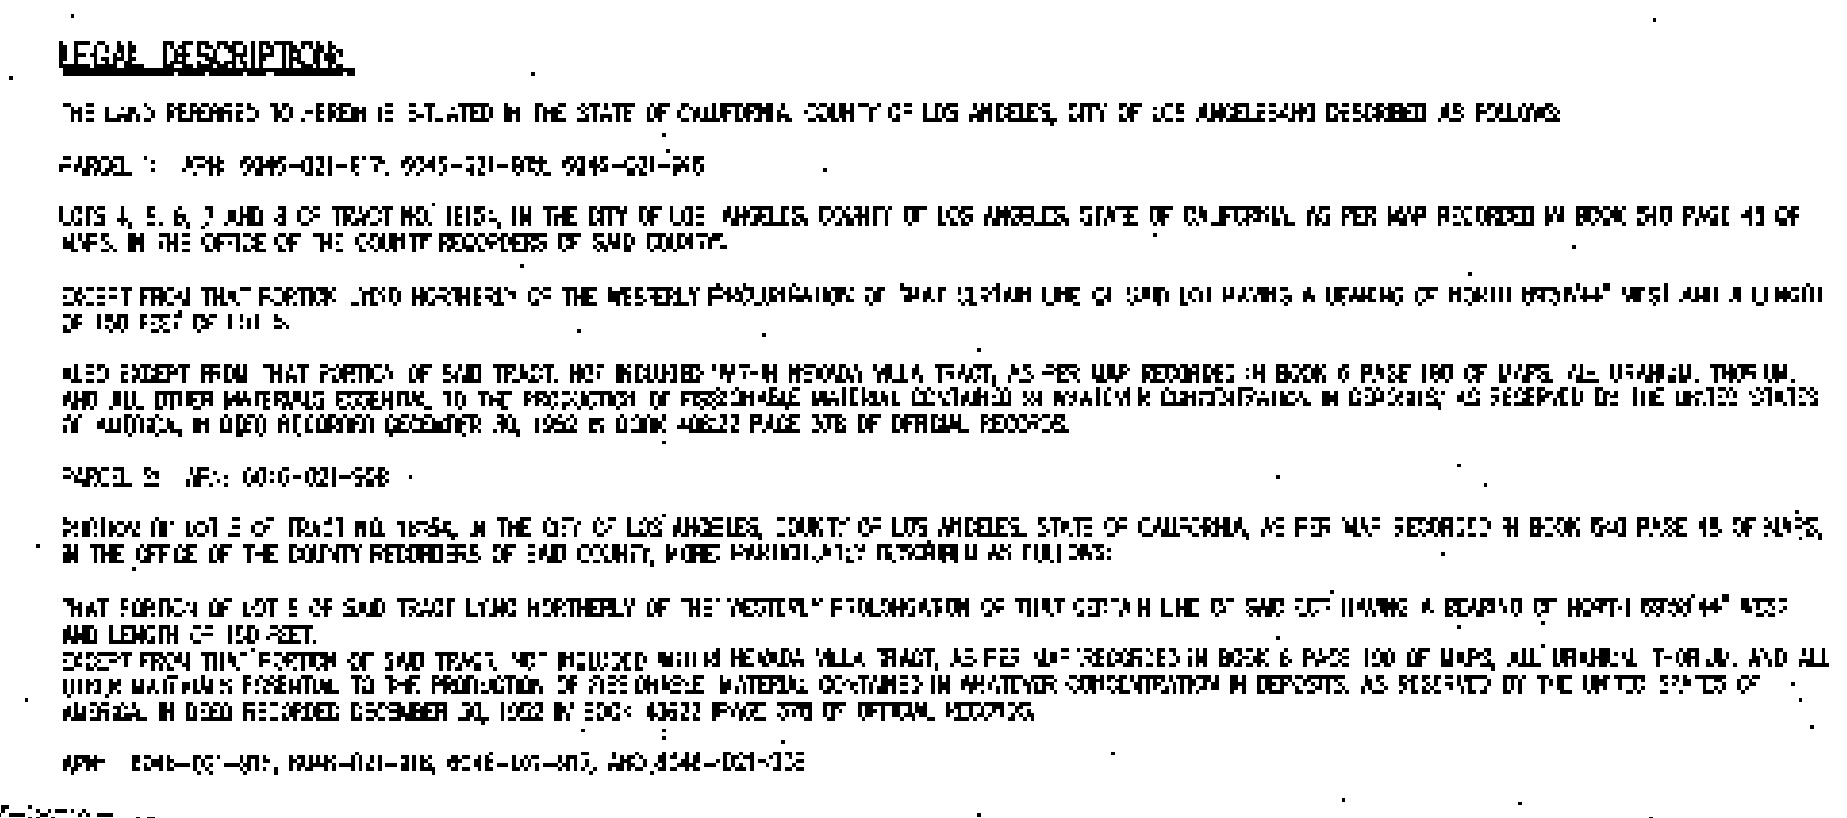 LEGAL DESCRIPTION:
THE LAND REFERRED TO HEREIN IS SITUATED IN THE STATE OF CALIFORNIA, COUNTY OF LOS ANGELES, CITY OF LOS ANGELESAND DESCRIBED AS FOLLOWS
PARCEL 1: APN:
LOTS 4, 5, 6, 7 AND 8 OF TRACT NO. IN THE CITY OF LOS ANGELES, COUNTY OF LOS ANGELES, STATE OF CALIFORNIA, AS PER MAP RECORDED IN BOOK 540 PAGE OF
MAPS, IN THE OFFICE OF THE COUNTY RECORDERS OF SAID COUNTY.
EXCEPT FROM THAT PORTION LYING NORTHERLY OF THE WESTERLY PROLONGATION OF THAT CERTAIN LINE OF SAID LOT HAVING A BEARING OF NORTH WEST AND A LENGTH
OF 150 FEET OF LOT 5.
ALSO EXCEPT FROM THAT PORTION OF SAID TRACT, NOT INCLUDED WITHIN NEVADA VILLA TRACT, AS PER MAP RECORDED IN BOOK 6 PAGE OF MAPS, ALL URANIUM, THORIUM,
AND ALL OTHER MATERIALS ESSENTIAL TO THE PRODUCTION OF FISSIONABLE MATERIAL CONTAINED IN WHATEVER CONCENTRATION IN DEPOSITS, AS RESERVED BY THE UNITED STATES
OF AMERICA, IN DEED RECORDED DECEMBER 30, 1952 IN BOOK PAGE OF OFFICIAL RECORDS.
PARCEL 2: APN:
PORTION OF LOT 5 OF TRACT NO. IN THE CITY OF LOS ANGELES, COUNTY OF LOS ANGELES, STATE OF CALIFORNIA, AS PER MAP RECORDED IN BOOK 540 PAGE OF MAPS,
IN THE OFFICE OF THE COUNTY RECORDERS OF SAID COUNTY, MORE PARTICULARLY DESCRIBED AS FOLLOWS:
THAT PORTION OF LOT 5 OF SAID TRACT LYING NORTHERLY OF THE WESTERLY PROLONGATION OF THAT CERTAIN LINE OF SAID LOT HAVING A BEARING OF NORTH WEST
AND LENGTH OF 150 FEET.
EXCEPT FROM THAT PORTION OF SAID TRACT, NOT INCLUDED WITHIN NEVADA VILLA TRACT, AS PER MAP RECORDED IN BOOK 6 PAGE OF MAPS, ALL URANIUM, THORIUM, AND ALL
OTHER MATERIALS ESSENTIAL TO THE PRODUCTION OF FISSIONABLE MATERIAL CONTAINED IN WHATEVER CONCENTRATION IN DEPOSITS, AS RESERVED BY THE UNITED STATES OF
AMERICA, IN DEED RECORDED DECEMBER 30, 1952 IN BOOK PAGE OF OFFICIAL RECORDS.
APN: AND